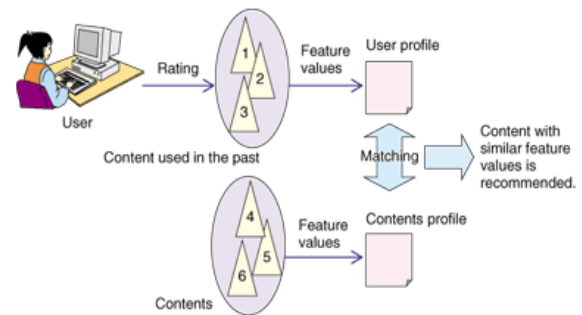 User
Rating
1
2
3
Content used in the past
Feature
values
User profile
Matching
Content with
similar feature
values is
recommended.
4
5
6
Contents
Feature
values
Contents profile